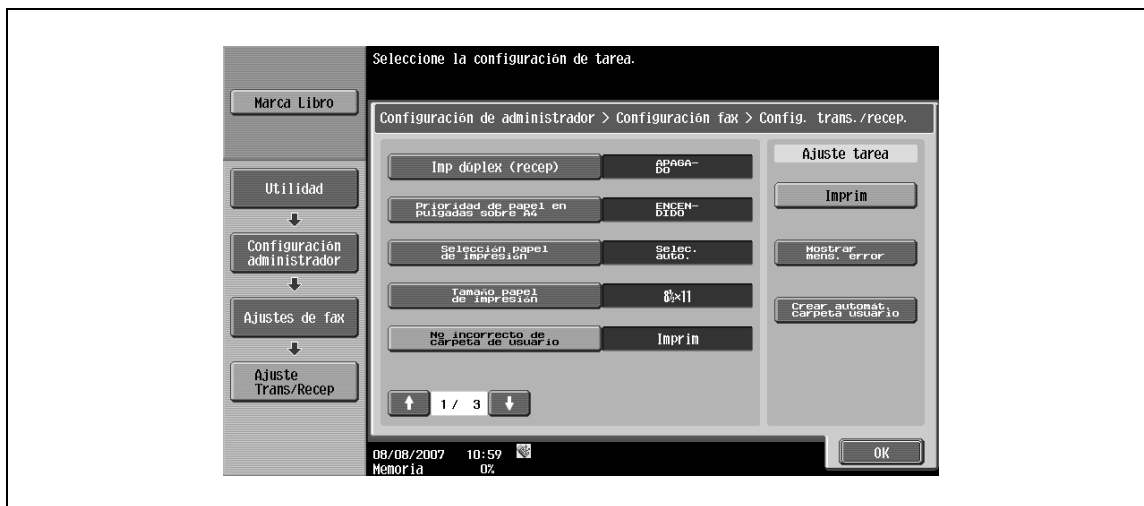 Seleccione la configuración de tarea.
Marca Libro
Configuración de administrador > Configuración fax > Config. trans./recep.
Utilidad
Configuración
administrador
Ajustes de fax
Ajuste
Trans/Recep
Imp dúplex (recep)
APAGA-
DO
Prioridad de papel en
pulgadas sobre A4
ENCEN-
DIDO
Selección papel
de impresión
Selec.
auto.
Tamaño papel
de impresión
8½×11
No incorrecto de
carpeta de usuario
Imprim
1/ 3
Ajuste tarea
Imprim
Mostrar
mens. error
Crear automát.
carpeta usuario
08/08/2007 10:59
Memoria 0%
OK